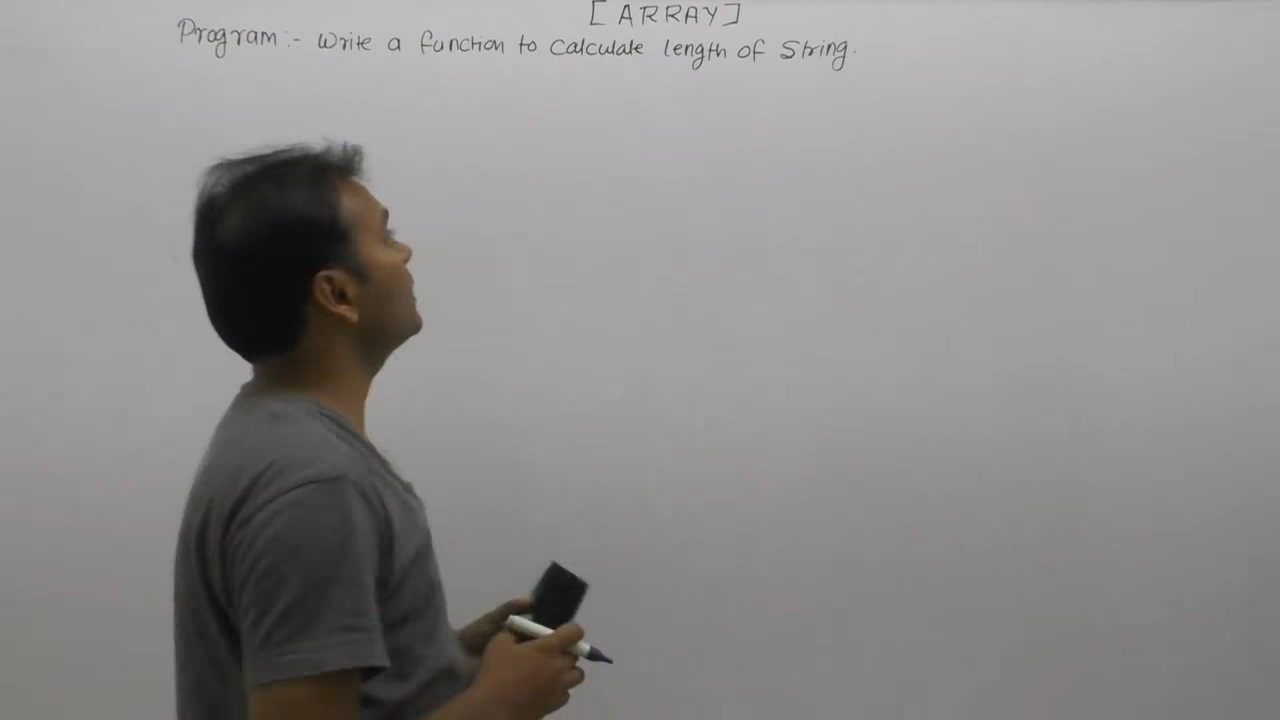 [ARRAY]
Program:- Write a function to Calculate length of String.